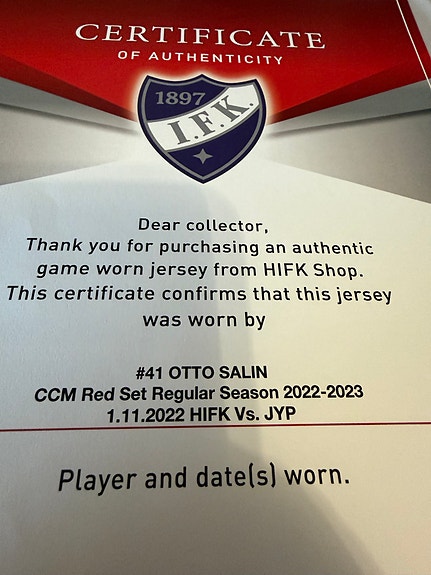 CERTIFICATE
OF AUTHENTICITY
1897
I.F.K.
Dear collector,
Thank you for purchasing an authentic
game worn jersey from HIFK Shop.
This certificate confirms that this jersey
was worn by
#41 OTTO SALIN
CCM Red Set Regular Season 2022-2023
1.11.2022 HIFK Vs. JYP
Player and date(s) worn.